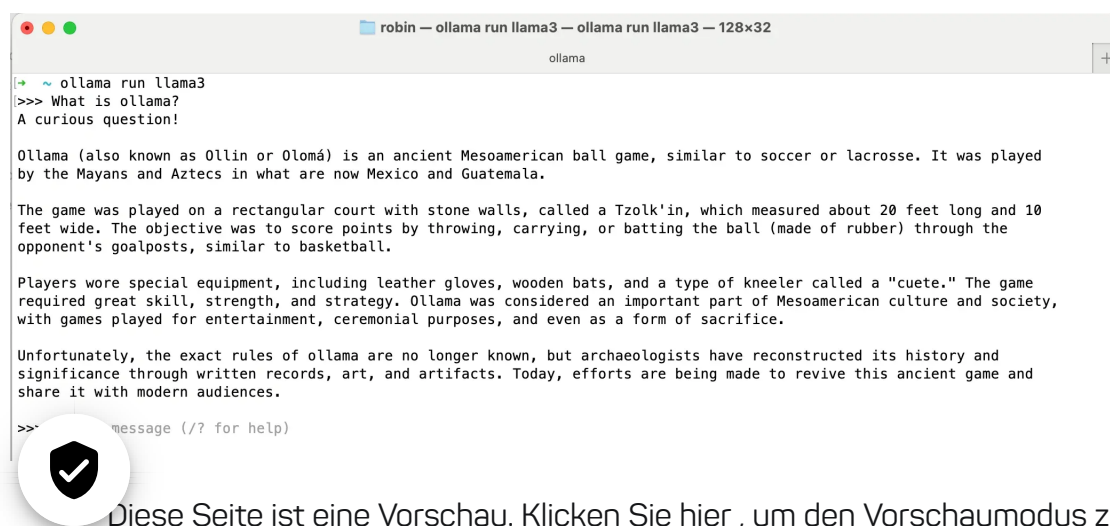 robin — ollama run llama3 — ollama run llama3 — 128×32
ollama
→ ~ ollama run llama3
>>> What is ollama?
A curious question!
Ollama (also known as Ollin or Olomá) is an ancient Mesoamerican ball game, similar to soccer or lacrosse. It was played
by the Mayans and Aztecs in what are now Mexico and Guatemala.
The game was played on a rectangular court with stone walls, called a Tzolk'in, which measured about 20 feet long and 10
feet wide. The objective was to score points by throwing, carrying, or batting the ball (made of rubber) through the
opponent's goalposts, similar to basketball.
Players wore special equipment, including leather gloves, wooden bats, and a type of kneeler called a "cuete." The game
required great skill, strength, and strategy. Ollama was considered an important part of Mesoamerican culture and society,
with games played for entertainment, ceremonial purposes, and even as a form of sacrifice.
Unfortunately, the exact rules of ollama are no longer known, but archaeologists have reconstructed its history and
significance through written records, art, and artifacts. Today, efforts are being made to revive this ancient game and
share it with modern audiences.
>>> message (/? for help)
Diese Seite ist eine Vorschau. Klicken Sie hier , um den Vorschaumodus